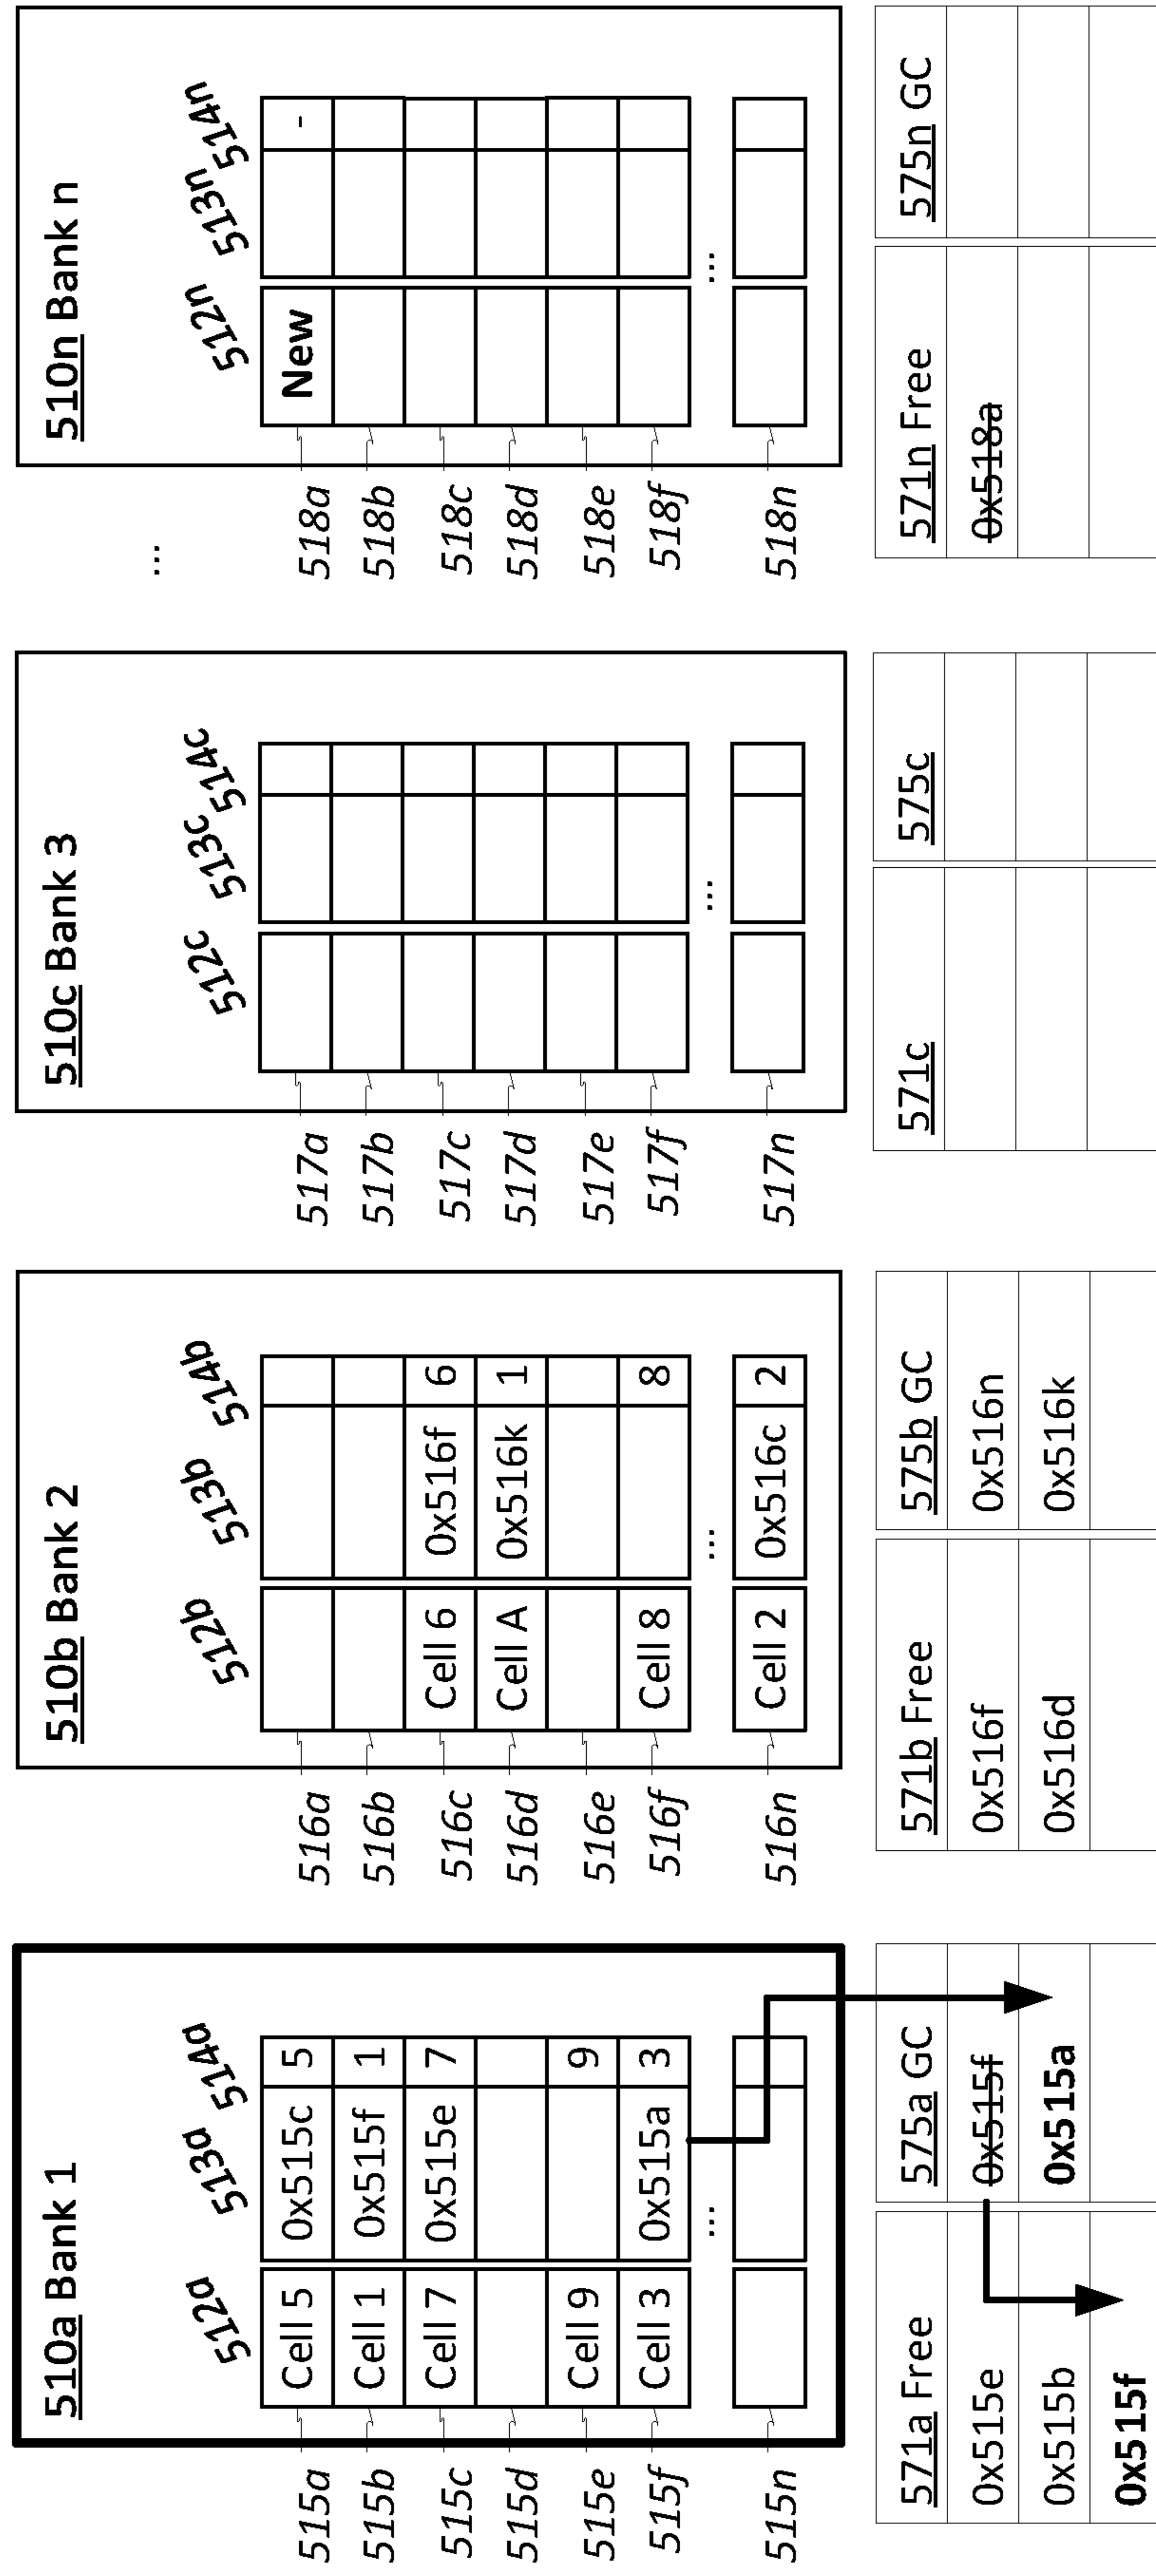 510a Bank 1
512a 513a 514a
515a Cell 5 0x515c 5
515b Cell 1 0x515f 1
515c Cell 7 0x515e 7
515d
515e Cell 9 9
515f Cell 3 0x515a 3
...
515n
571a Free 575a GC
0x515e 0x515f
0x515b 0x515a
0x515f
510b Bank 2
512b 513b 514b
516a
516b
516c Cell 6 0x516f 6
516d Cell A 0x516k 1
516e
516f Cell 8 8
...
516n Cell 2 0x516c 2
571b Free 575b GC
0x516f 0x516n
0x516d 0x516k
510c Bank 3
512c 513c 514c
517a
517b
517c
517d
517e
517f
...
517n
571c 575c
...
510n Bank n
512n 513n 514n
518a New -
518b
518c
518d
518e
518f
...
518n
571n Free 575n GC
0x518a